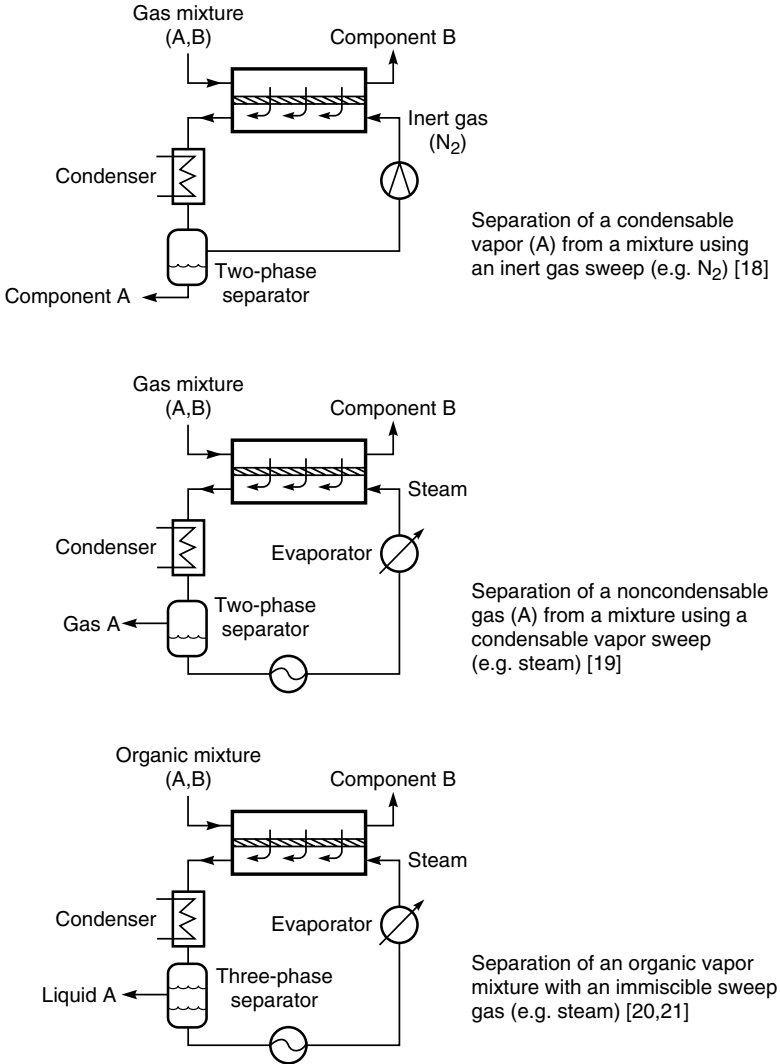 Gas mixture
(A,B)
Component B
Inert gas
(N2)
Condenser
Two-phase
separator
Component A
Separation of a condensable
vapor (A) from a mixture using
an inert gas sweep (e.g. N2) [18]
Gas mixture
(A,B)
Component B
Steam
Condenser
Evaporator
Gas A
Two-phase
separator
Separation of a noncondensable
gas (A) from a mixture using a
condensable vapor sweep
(e.g. steam) [19]
Organic mixture
(A,B)
Component B
Steam
Condenser
Evaporator
Liquid A
Three-phase
separator
Separation of an organic vapor
mixture with an immiscible sweep
gas (e.g. steam) [20,21]